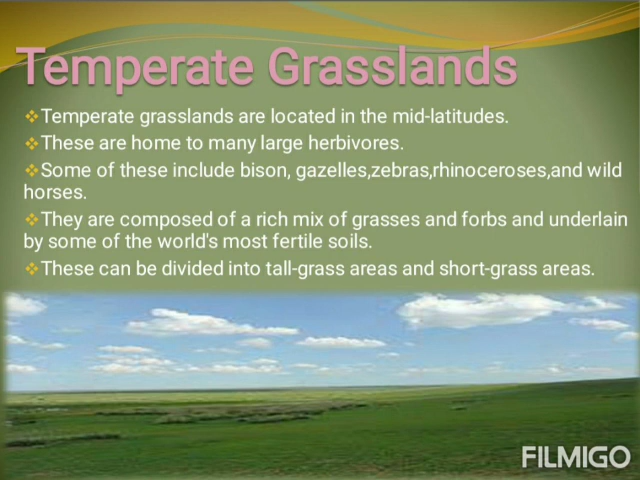 Temperate Grasslands
❖Temperate grasslands are located in the mid-latitudes.
❖These are home to many large herbivores.
❖Some of these include bison, gazelles,zebras,rhinoceroses,and wild
horses.
❖They are composed of a rich mix of grasses and forbs and underlain
by some of the world's most fertile soils.
❖These can be divided into tall-grass areas and short-grass areas.
FILMIGO